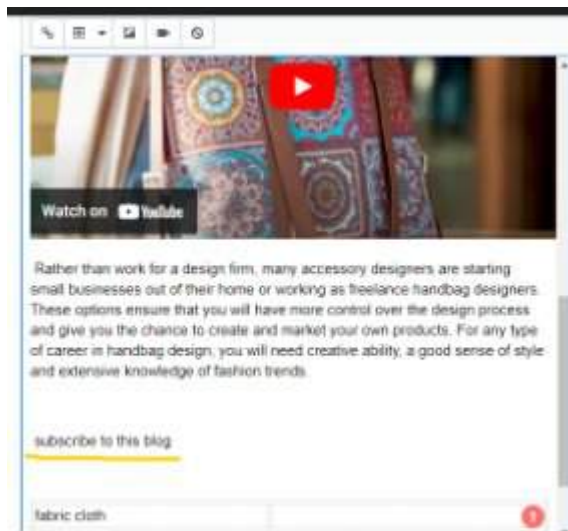 Watch on YouTube
Rather than work for a design firm, many accessory designers are starting
small businesses out of their home or working as freelance handbag designers.
These options ensure that you will have more control over the design process
and give you the chance to create and market your own products. For any type
of career in handbag design, you will need creative ability, a good sense of style
and extensive knowledge of fashion trends.
subscribe to this blog
fabric cloth